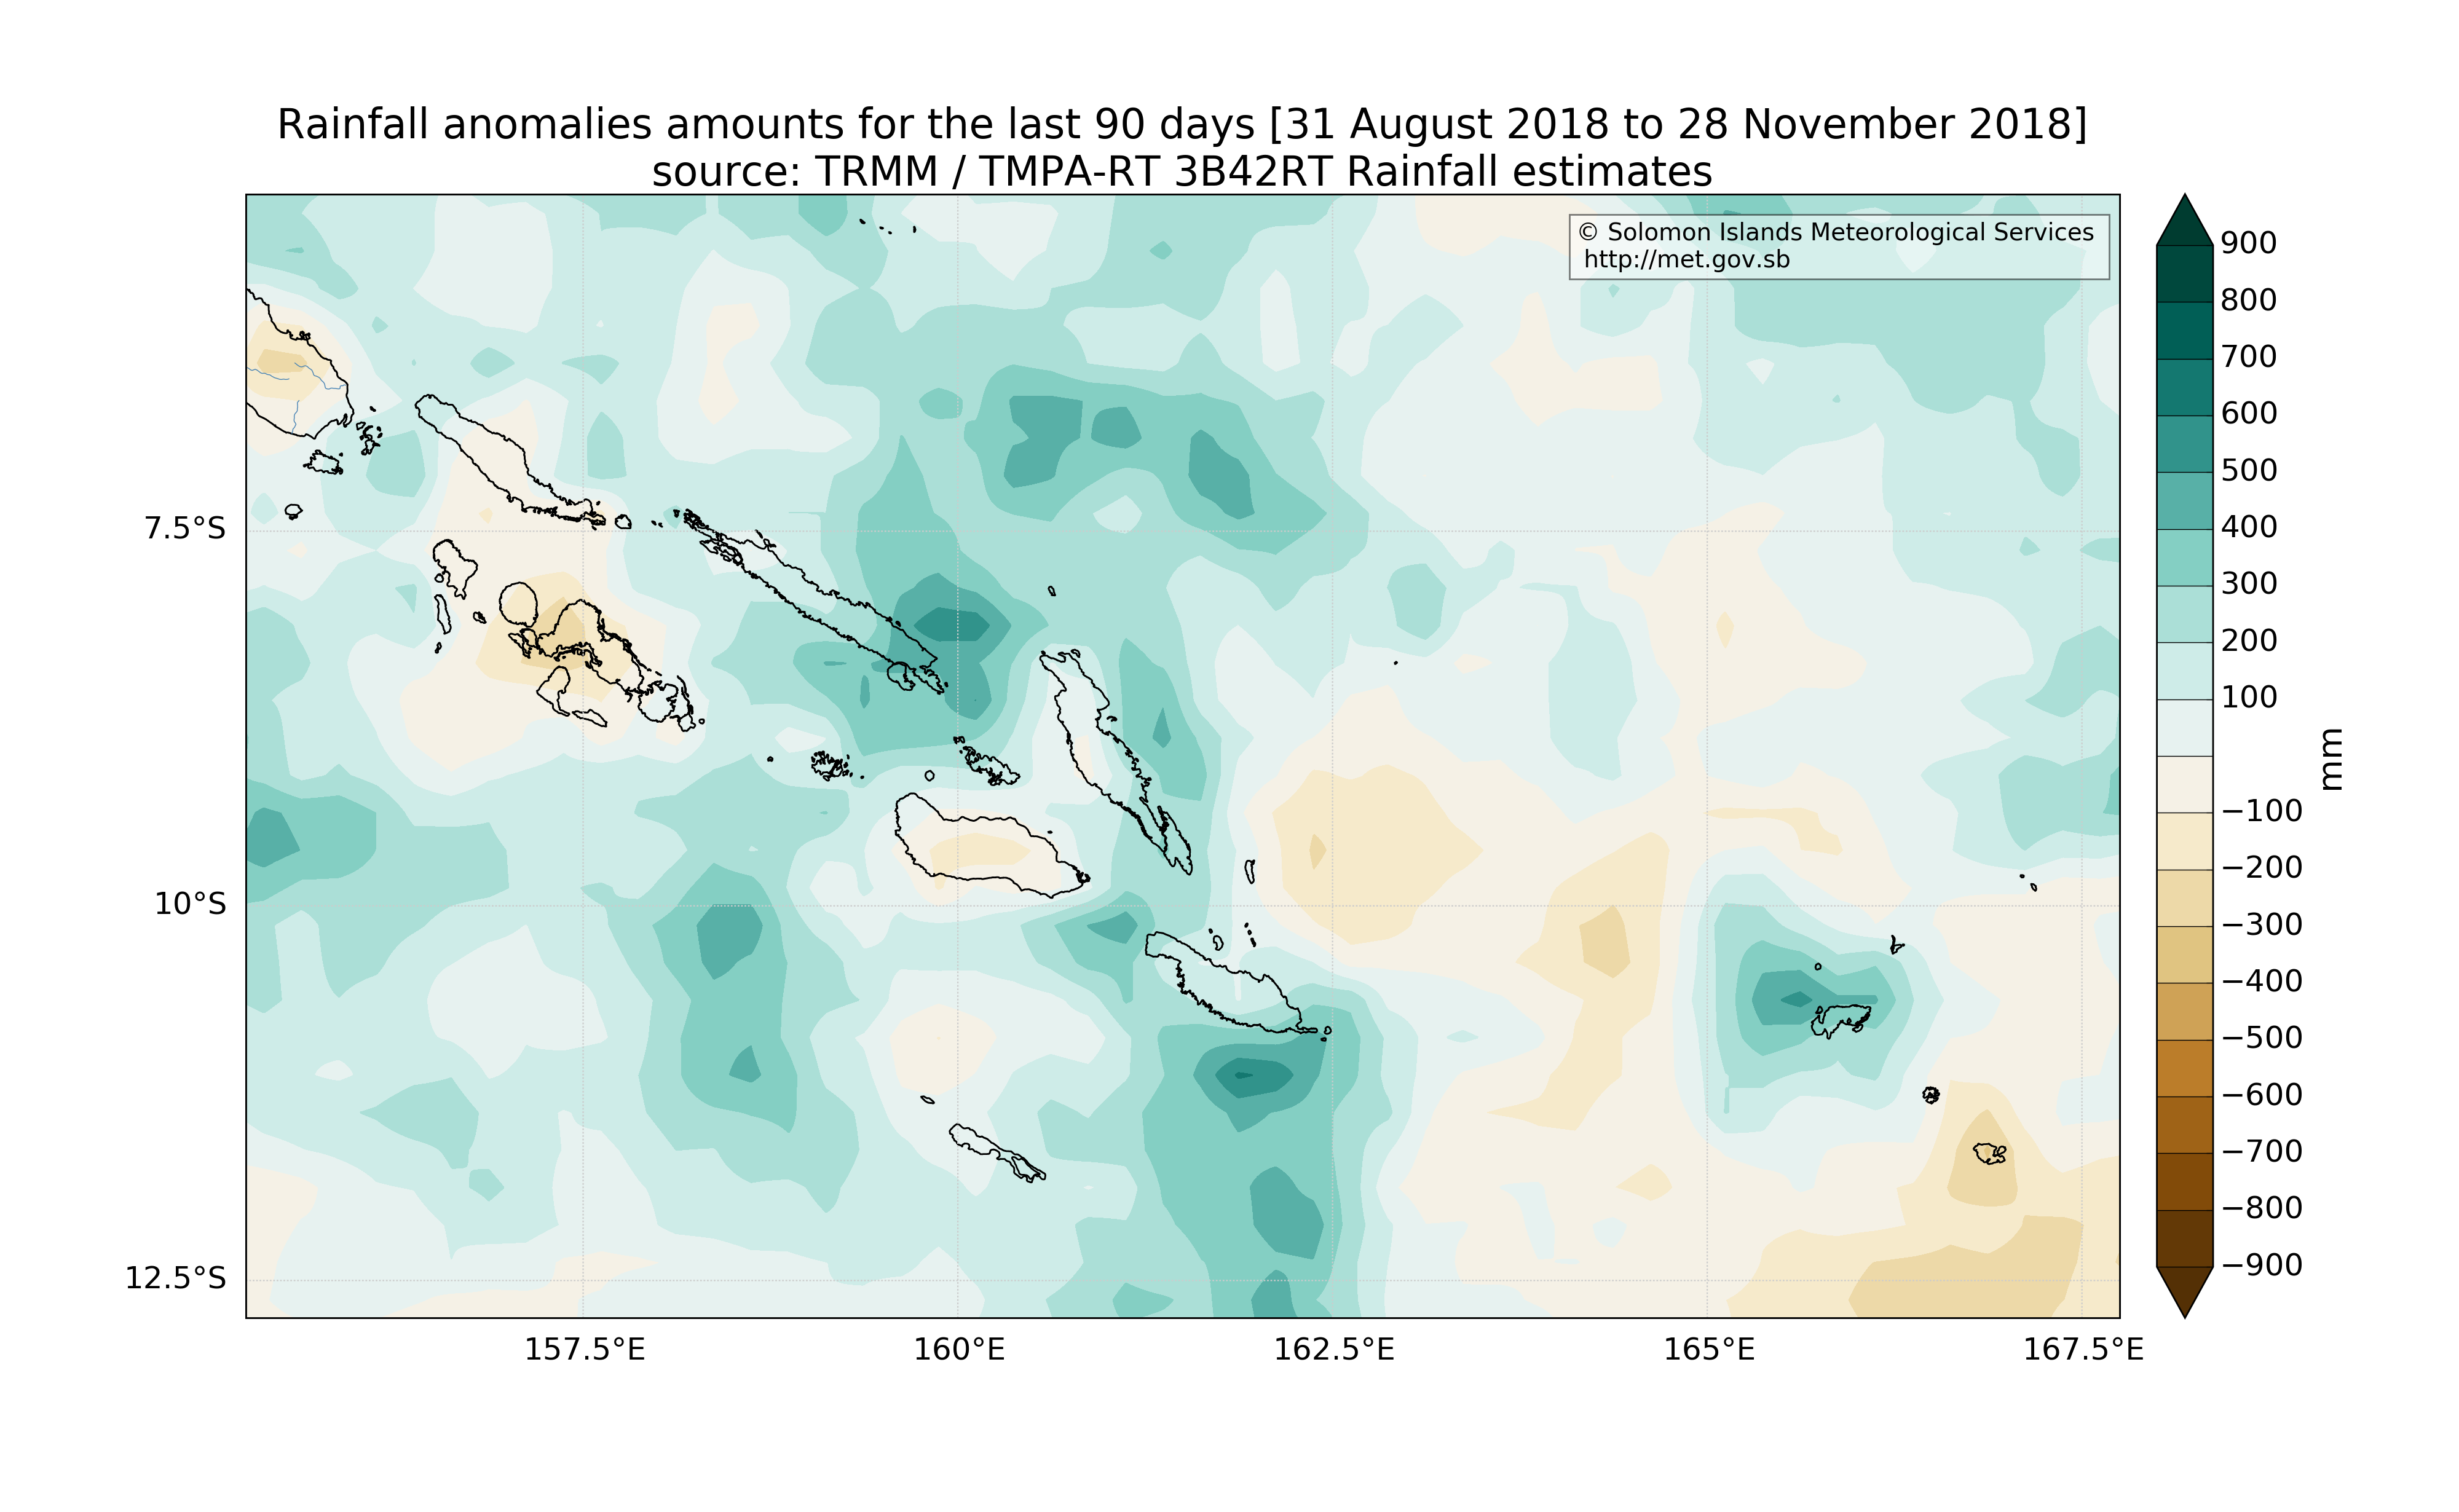 Rainfall anomalies amounts for the last 90 days [31 August 2018 to 28 November 2018]
source: TRMM / TMPA-RT 3B42RT Rainfall estimates
© Solomon Islands Meteorological Services
http://met.gov.sb
7.5°S
10°S
12.5°S
157.5°E
160°E
162.5°E
165°E
167.5°E
900
800
700
600
500
400
300
200
100
−100
−200
−300
−400
−500
−600
−700
−800
−900
mm